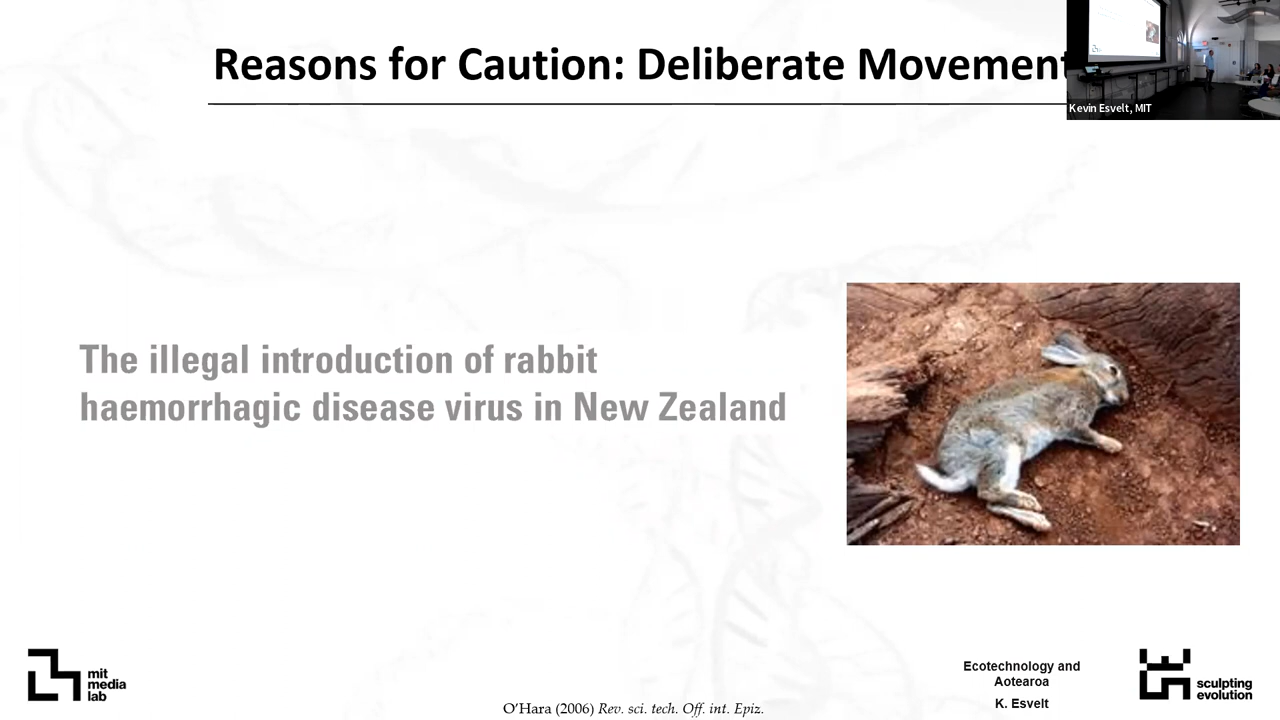 Reasons for Caution: Deliberate Movement
Kevin Esvelt, MIT
The illegal introduction of rabbit
haemorrhagic disease virus in New Zealand
mit
media
lab
O'Hara (2006) Rev. sci. tech. Off. int. Epiz.
Ecotechnology and
Aotearoa
K. Esvelt
sculpting
evolution